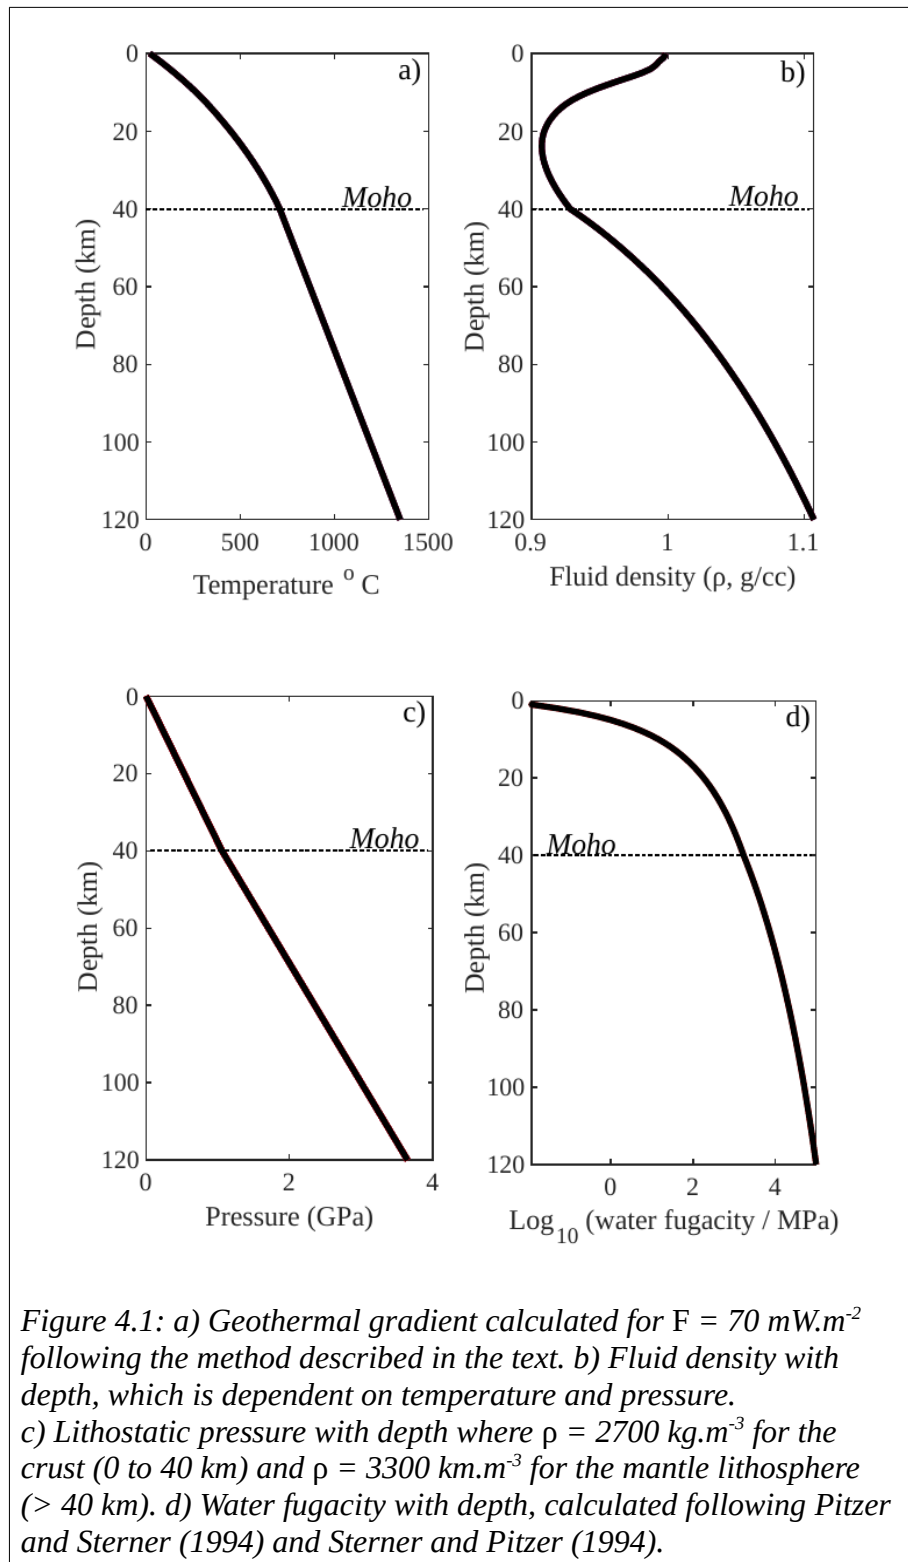 0
20
40
60
80
100
120
Depth (km)
a)
Moho
0
500
1000
1500
Temperature ° C
0
20
40
60
80
100
120
Depth (km)
b)
Moho
0.9
1
1.1
Fluid density (ρ, g/cc)
0
20
40
60
80
100
120
Depth (km)
c)
Moho
0
2
4
Pressure (GPa)
0
20
40
60
80
100
120
Depth (km)
d)
Moho
0
2
4
Log₁₀ (water fugacity / MPa)
Figure 4.1: a) Geothermal gradient calculated for F = 70 mW.m⁻²
following the method described in the text. b) Fluid density with
depth, which is dependent on temperature and pressure.
c) Lithostatic pressure with depth where ρ = 2700 kg.m⁻³ for the
crust (0 to 40 km) and ρ = 3300 km.m⁻³ for the mantle lithosphere
(> 40 km). d) Water fugacity with depth, calculated following Pitzer
and Sterner (1994) and Sterner and Pitzer (1994).